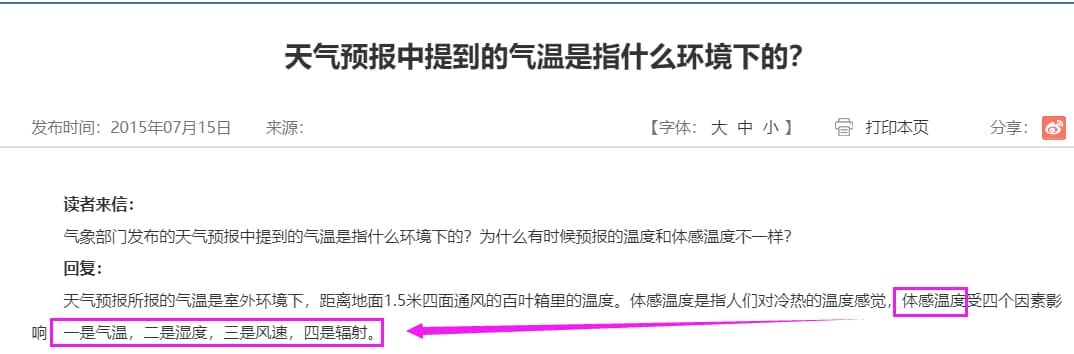 天气预报中提到的气温是指什么环境下的？
发布时间：2015年07月15日 来源： 【字体： 大 中 小 】 打印本页 分享：
读者来信：
气象部门发布的天气预报中提到的气温是指什么环境下的？为什么有时候预报的温度和体感温度不一样？
回复：
天气预报所报的气温是室外环境下，距离地面1.5米四面通风的百叶箱里的温度。体感温度是指人们对冷热的温度感觉，体感温度受四个因素影
响 一是气温，二是湿度，三是风速，四是辐射。